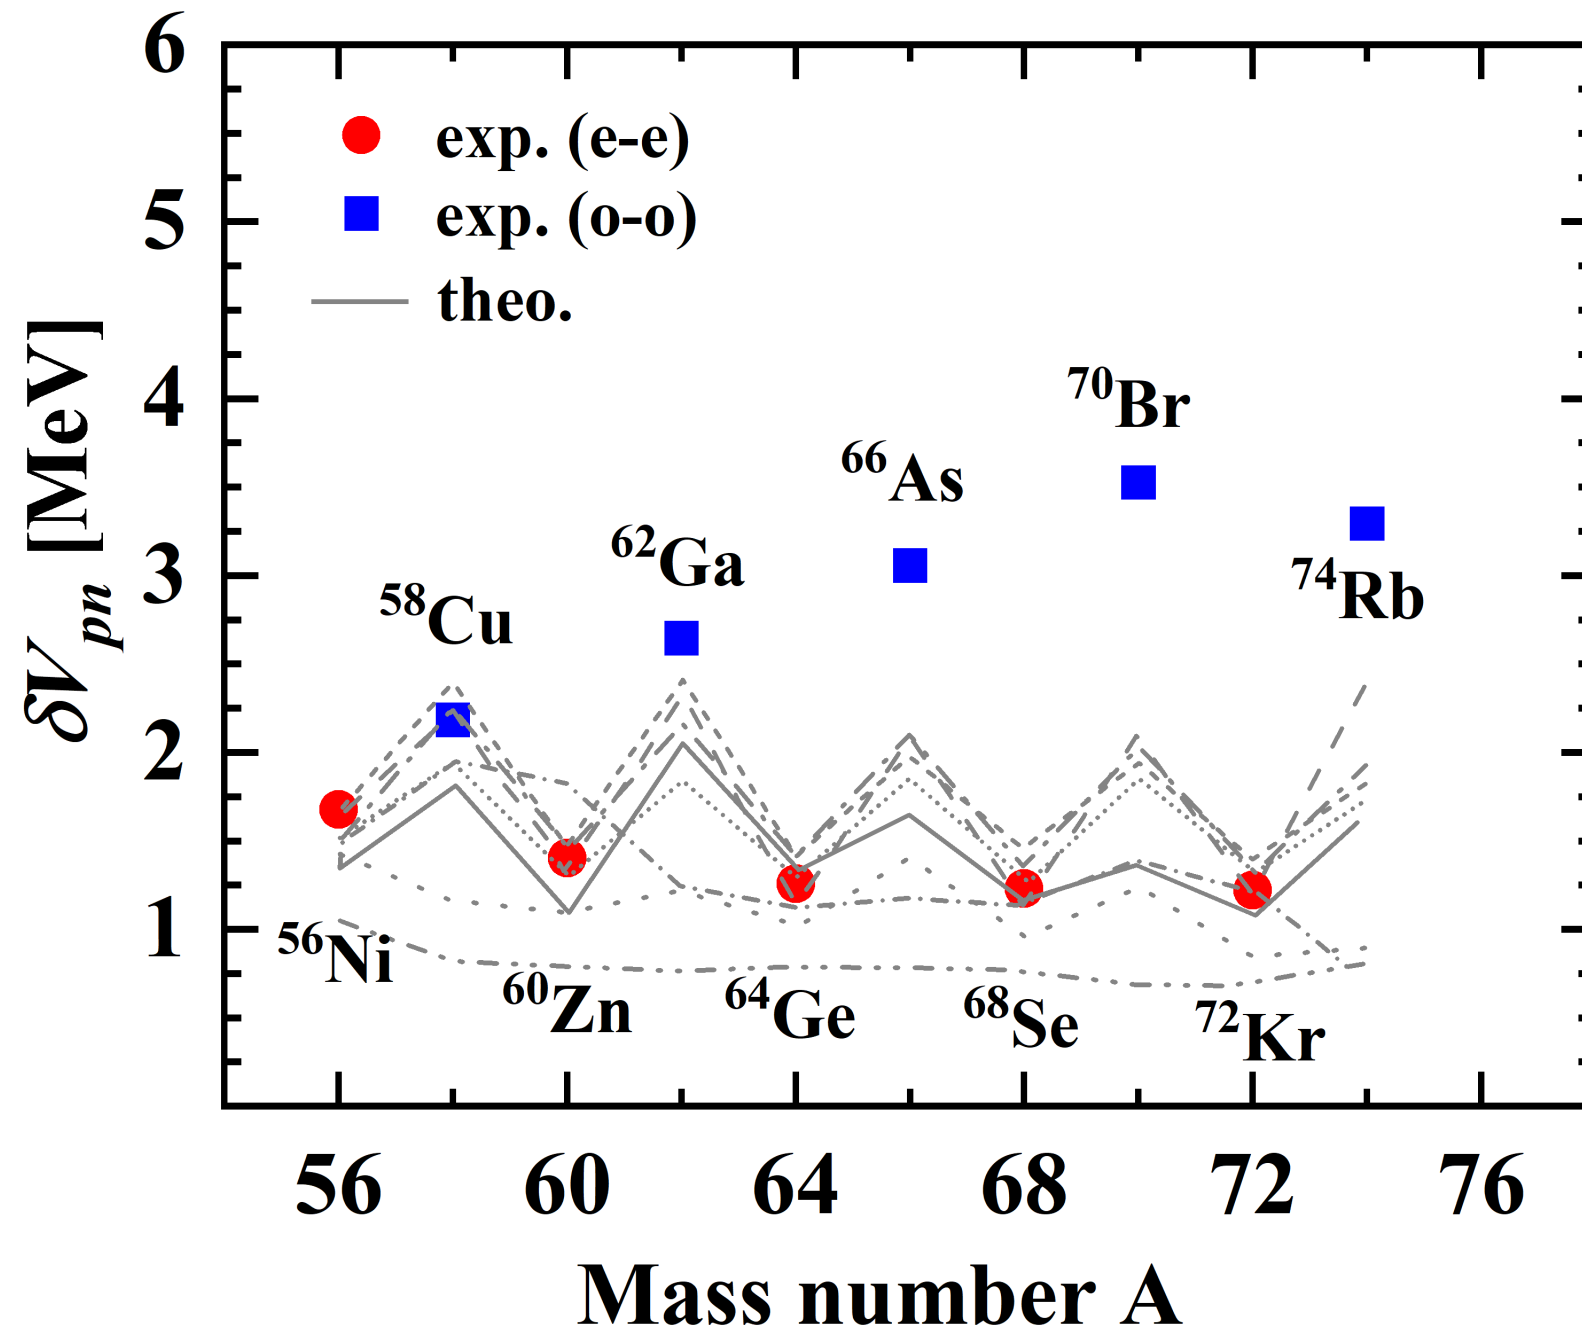 6
exp. (e-e)
5
exp. (o-o)
theo.
4
⁷⁰Br
⁶⁶As
3
⁶²Ga
⁷⁴Rb
⁵⁸Cu
2
1
⁵⁶Ni
⁶⁰Zn
⁶⁴Ge
⁶⁸Se
⁷²Kr
δVpn [MeV]
56 60 64 68 72 76
Mass number A